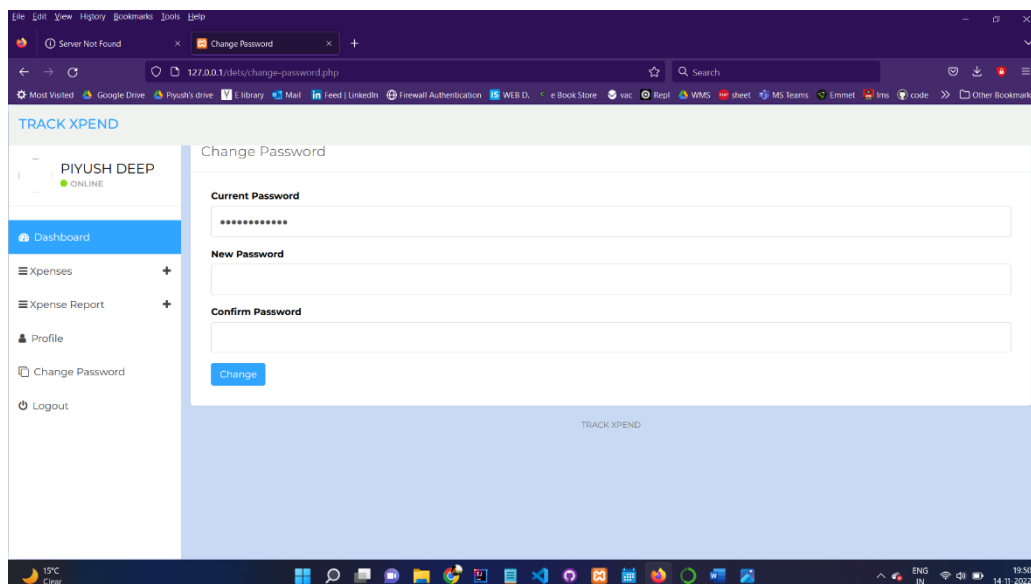 File Edit View History Bookmarks Tools Help
Server Not Found
Change Password
127.0.0.1/dets/change-password.php
Search
Most Visited Google Drive Piyush's drive E library Mail Feed | LinkedIn Firewall Authentication WEB D. e Book Store vac Repl WMS sheet MS Teams Emmet lms code Other Bookmark
TRACK XPEND
PIYUSH DEEP
ONLINE
Dashboard
Xpenses
Xpense Report
Profile
Change Password
Logout
Change Password
Current Password
New Password
Confirm Password
Change
TRACK XPEND
15°C
Clear
ENG
IN
19:50